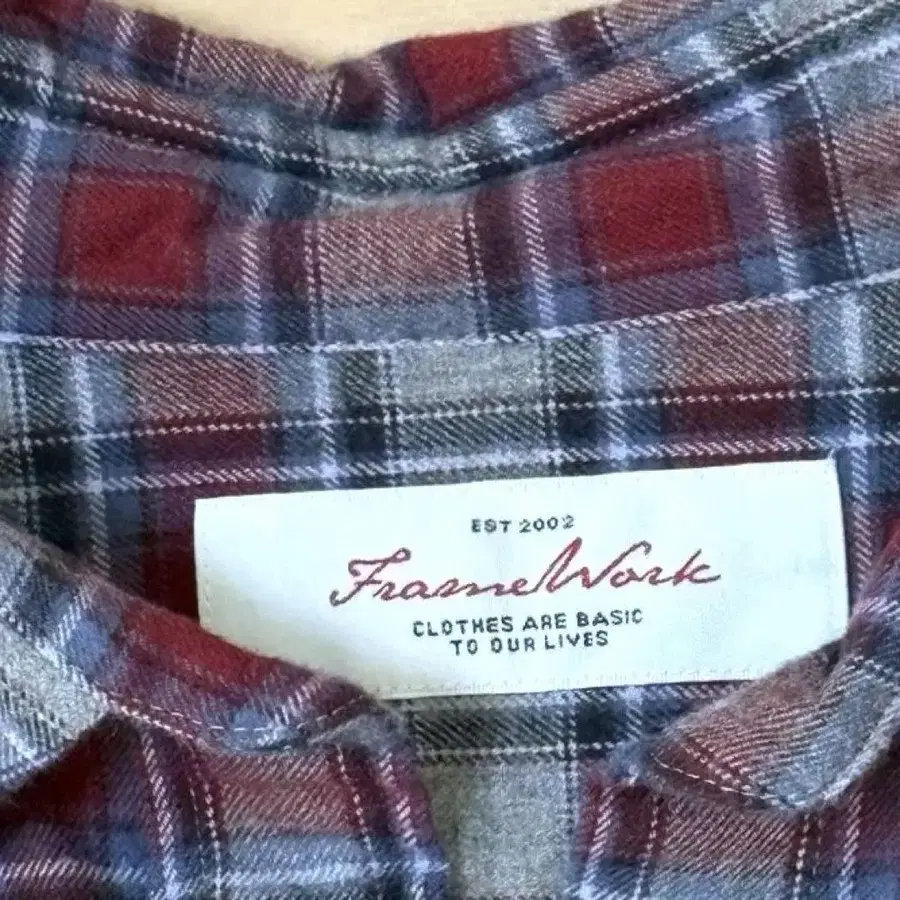 EST 2002
FrameWork
CLOTHES ARE BASIC
TO OUR LIVES